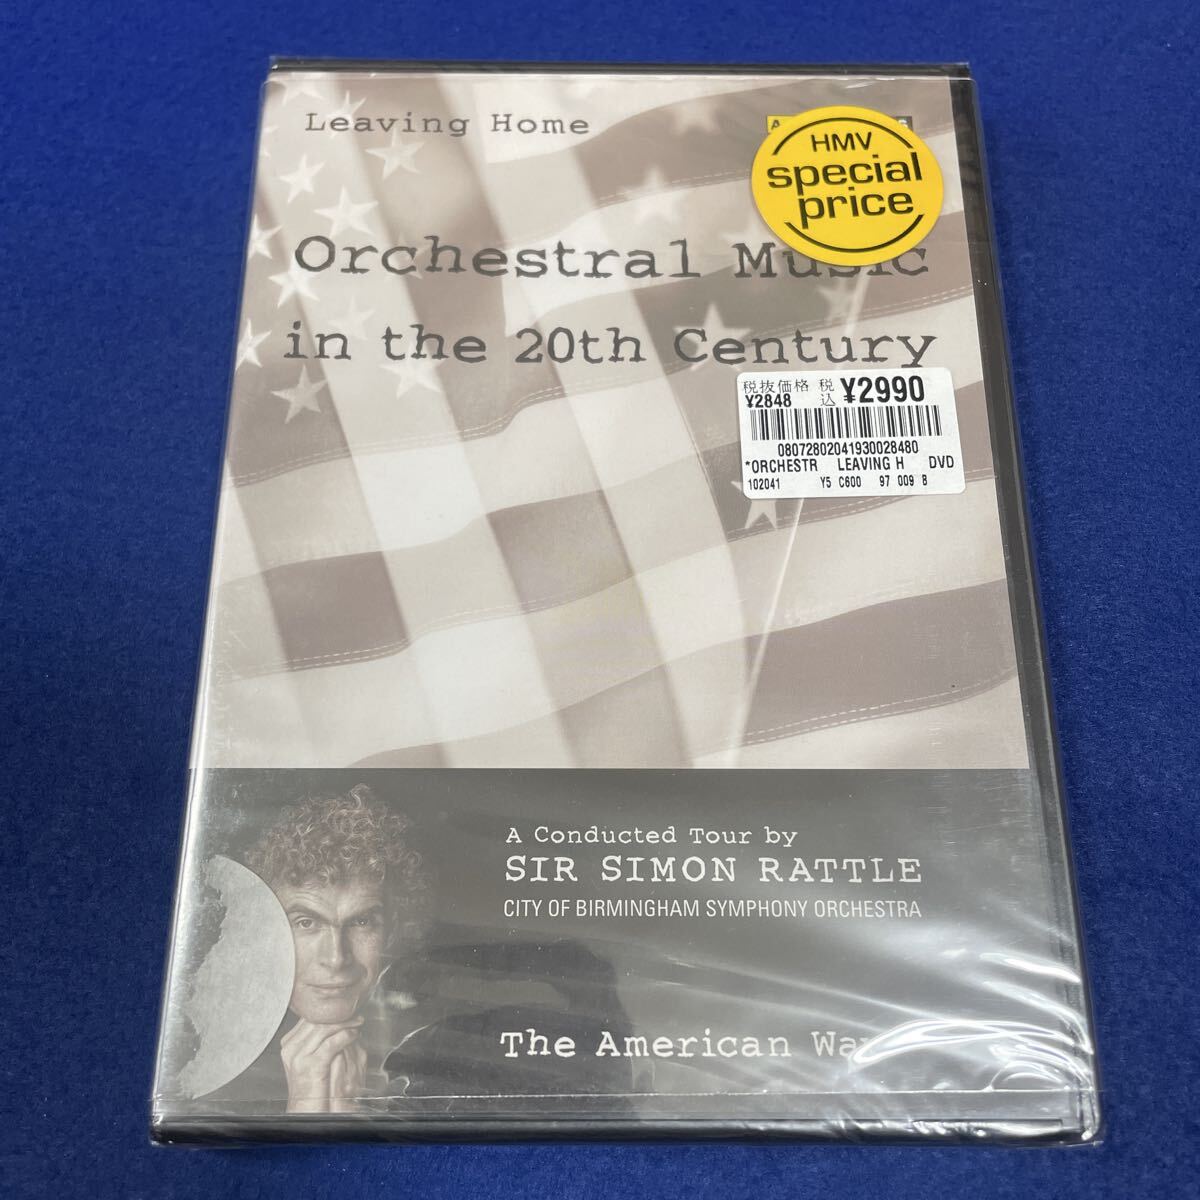 Leaving Home
HMV
special
price
Orchestral Music
in the 20th Century
税抜価格 税込
¥2848 ¥2990
08072802041930028480
*ORCHESTR LEAVING H DVD
102041 Y5 C600 97 009 B
A Conducted Tour by
SIR SIMON RATTLE
CITY OF BIRMINGHAM SYMPHONY ORCHESTRA
The American Way